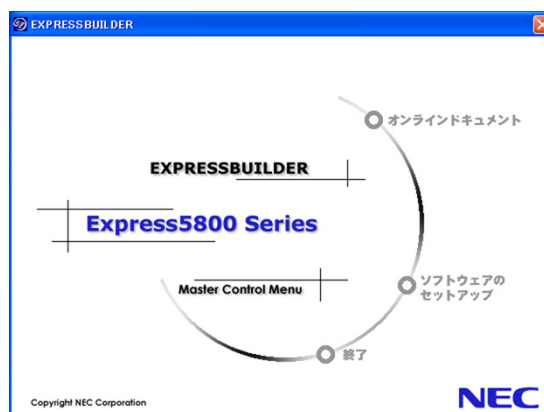 EXPRESSBUILDER
オンラインドキュメント
EXPRESSBUILDER
Express5800 Series
ソフトウェアの
セットアップ
Master Control Menu
終了
Copyright NEC Corporation
NEC